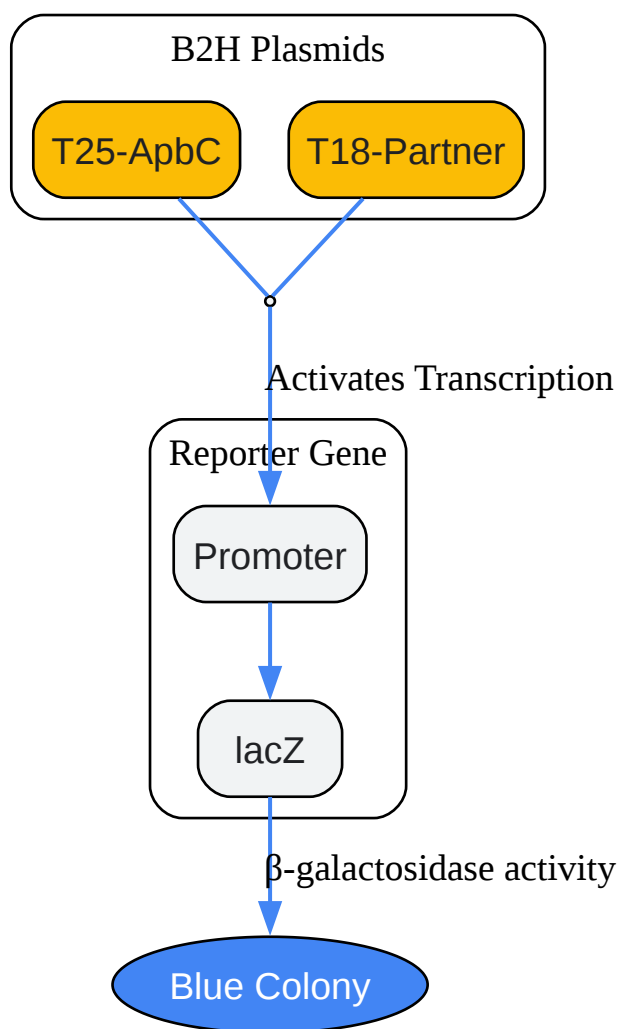 B2H Plasmids
T25-ApbC
T18-Partner
Activates Transcription
Reporter Gene
Promoter
lacZ
β-galactosidase activity
Blue Colony